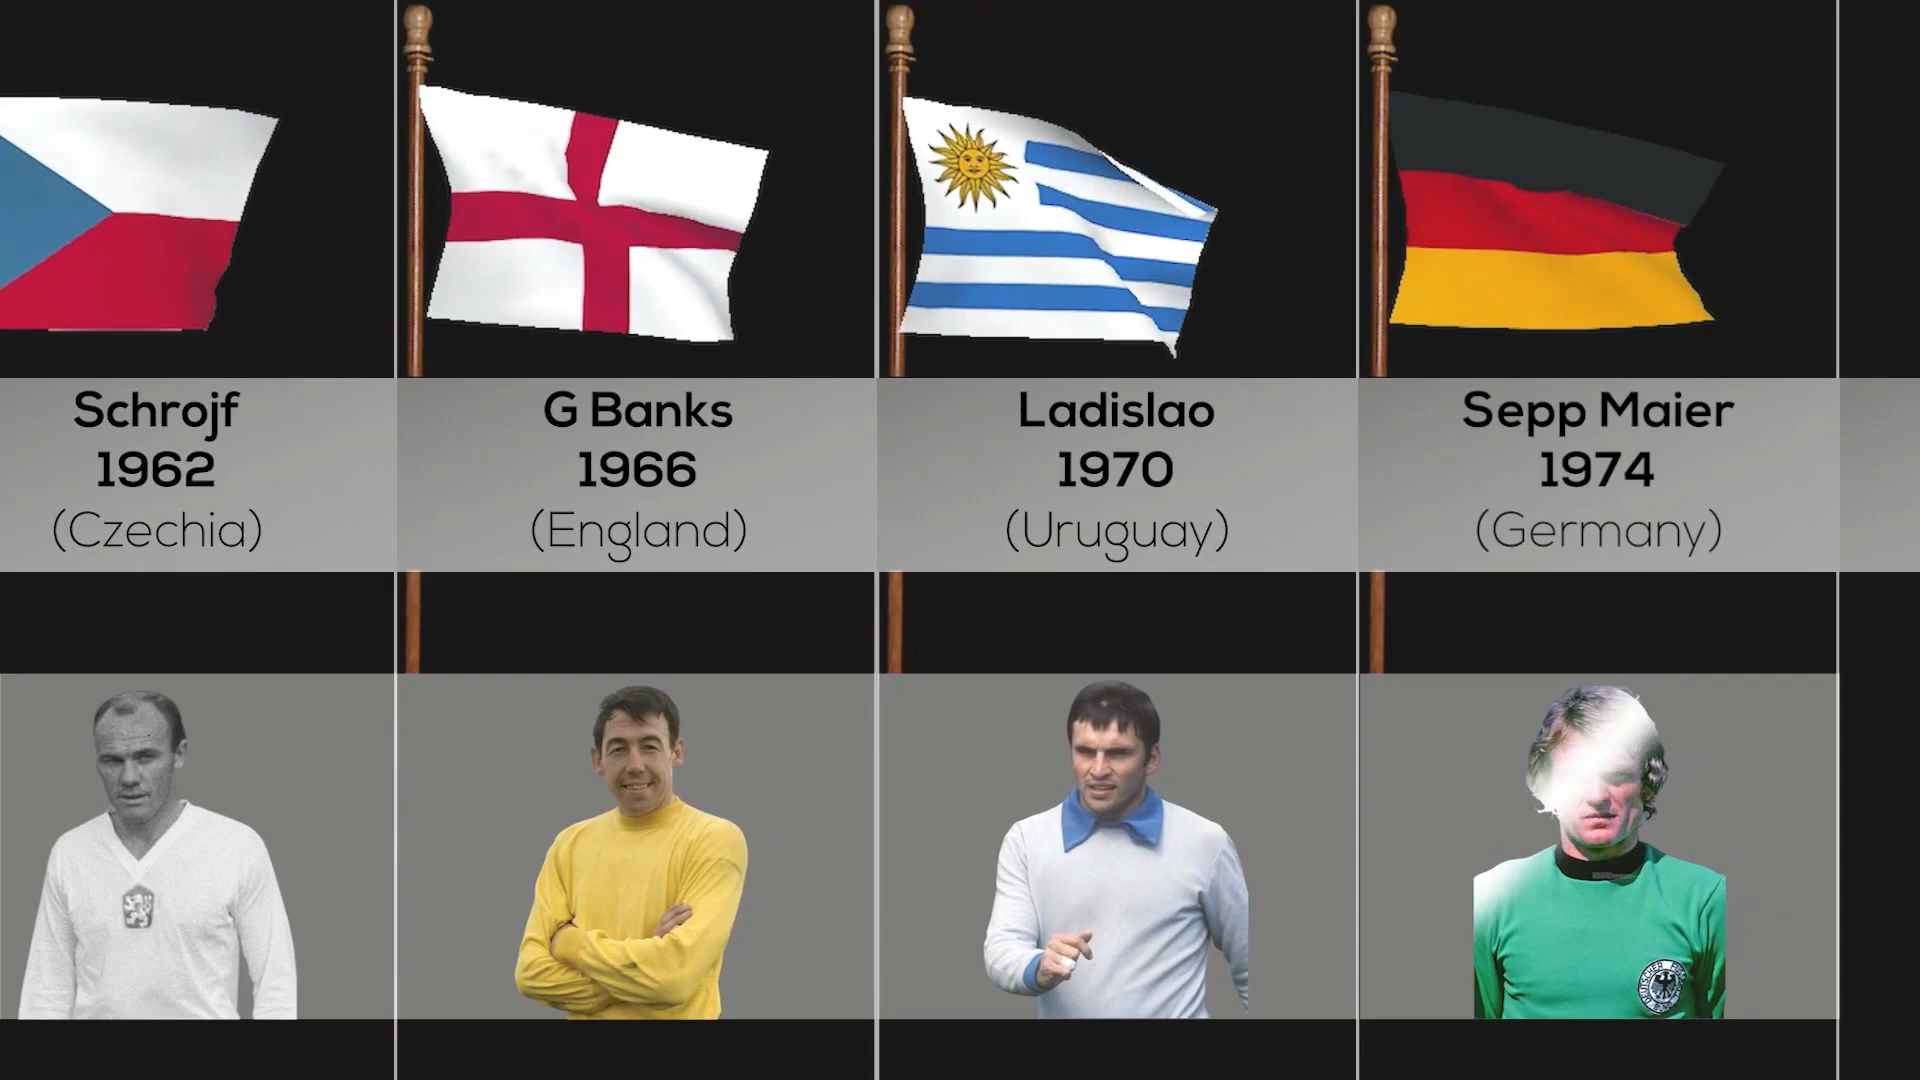 Schrojf
1962
(Czechia)
G Banks
1966
(England)
Ladislao
1970
(Uruguay)
Sepp Maier
1974
(Germany)